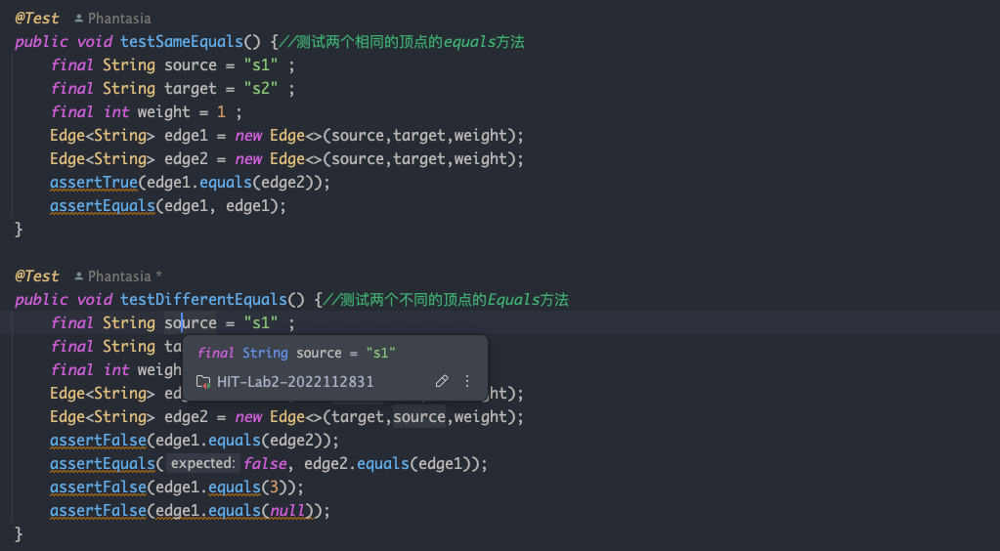 @Test Phantasia
public void testSameEquals() {//测试两个相同的顶点的equals方法
final String source = "s1" ;
final String target = "s2" ;
final int weight = 1 ;
Edge<String> edge1 = new Edge<>(source,target,weight);
Edge<String> edge2 = new Edge<>(source,target,weight);
assertTrue(edge1.equals(edge2));
assertEquals(edge1, edge1);
}
@Test Phantasia *
public void testDifferentEquals() {//测试两个不同的顶点的Equals方法
final String source = "s1" ;
final String ta
final String source = "s1"
final int weigh
HIT-Lab2-2022112831
Edge<String> ed ht);
Edge<String> edge2 = new Edge<>(target,source,weight);
assertFalse(edge1.equals(edge2));
assertEquals( expected: false, edge2.equals(edge1));
assertFalse(edge1.equals(3));
assertFalse(edge1.equals(null));
}